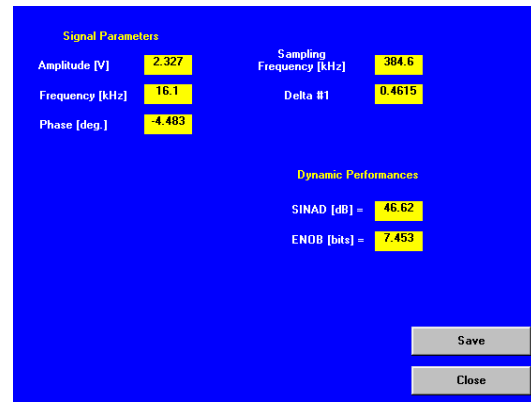 Signal Parameters
Amplitude [V] 2.327
Frequency [kHz] 16.1
Phase [deg.] -4.483
Sampling
Frequency [kHz] 384.6
Delta #1 0.4615
Dynamic Performances
SINAD [dB] = 46.62
ENOB [bits] = 7.453
Save
Close